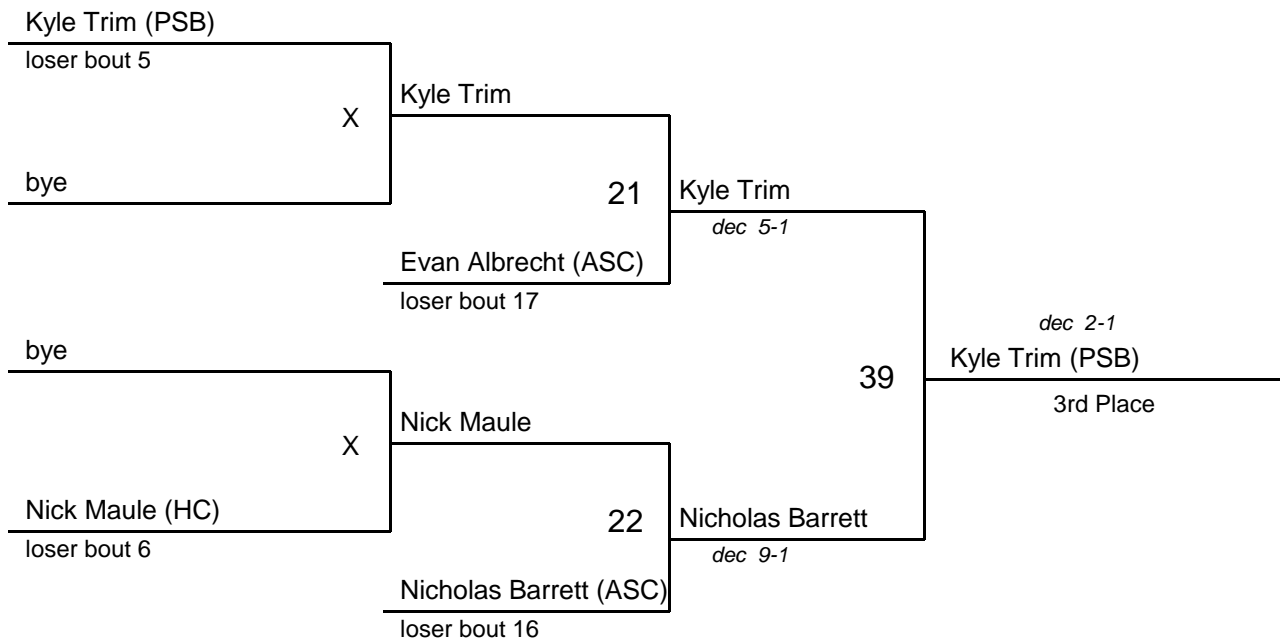 Kyle Trim (PSB)
loser bout 5
Kyle Trim
X
bye
21
Kyle Trim
dec 5-1
Evan Albrecht (ASC)
loser bout 17
dec 2-1
bye
Kyle Trim (PSB)
39
3rd Place
Nick Maule
X
Nick Maule (HC)
22
Nicholas Barrett
loser bout 6
dec 9-1
Nicholas Barrett (ASC)
loser bout 16